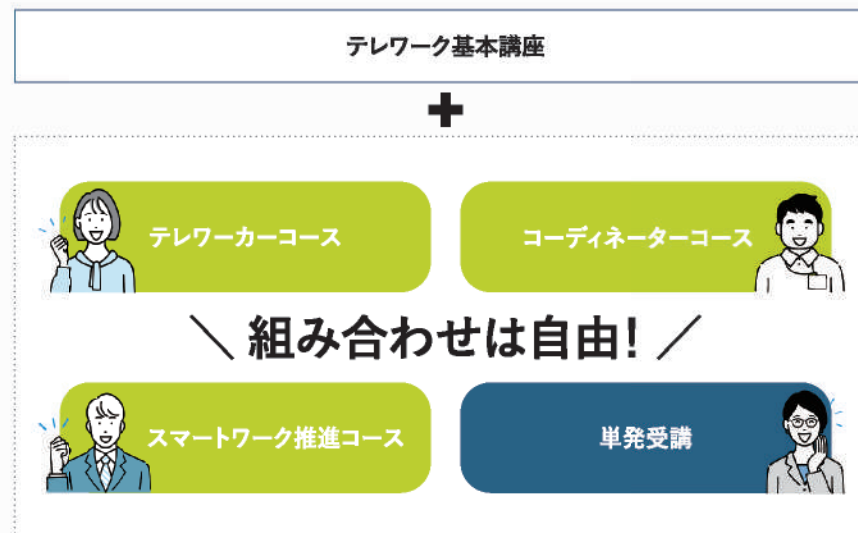 テレワーク基本講座
+
テレワーカーコース
コーディネーターコース
\ 組み合わせは自由! /
スマートワーク推進コース
単発受講